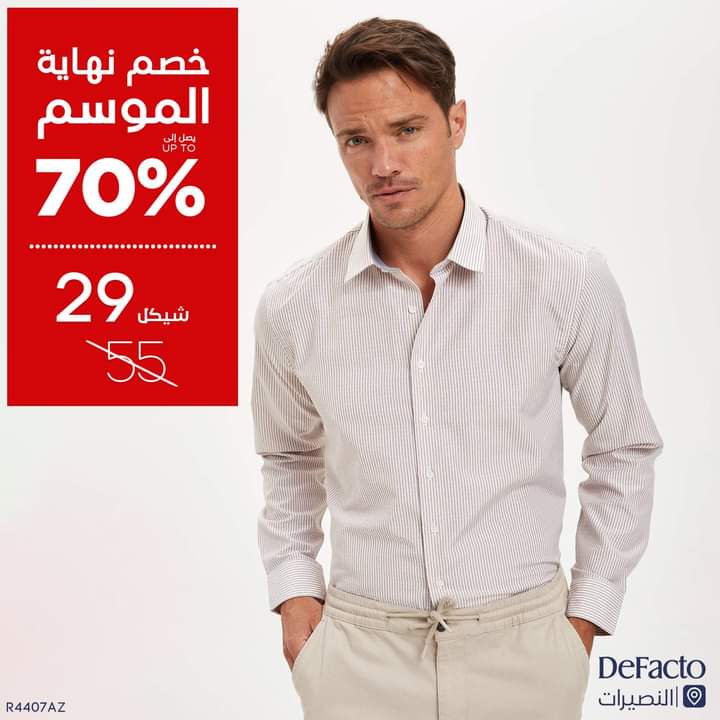 خصم نهاية
الموسم
يصل إلى
UP TO
70%
29 شيكل
55
DeFacto
النصيرات
R4407AZ